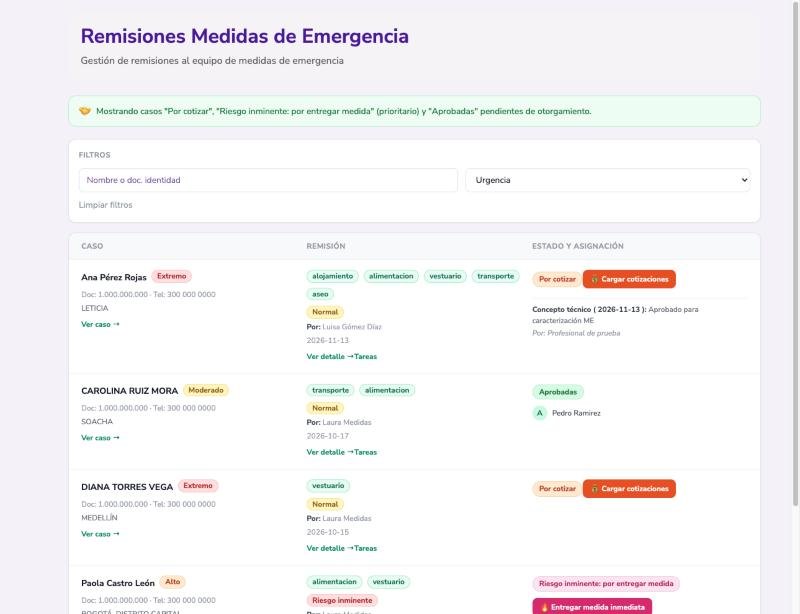 Remisiones Medidas de Emergencia
Gestión de remisiones al equipo de medidas de emergencia
Mostrando casos "Por cotizar", "Riesgo inminente: por entregar medida" (prioritario) y "Aprobadas" pendientes de otorgamiento.
FILTROS
Nombre o doc. identidad
Urgencia
Limpiar filtros
CASO REMISIÓN ESTADO Y ASIGNACIÓN
Ana Pérez Rojas Extremo
Doc: 1.000.000.000 · Tel: 300 000 0000
LETICIA
Ver caso →
alojamiento alimentacion vestuario transporte
aseo
Normal
Por: Luisa Gómez Díaz
2026-11-13
Ver detalle →Tareas
Por cotizar Cargar cotizaciones
Concepto técnico ( 2026-11-13 ): Aprobado para
caracterización ME
Por: Profesional de prueba
CAROLINA RUIZ MORA Moderado
Doc: 1.000.000.000 · Tel: 300 000 0000
SOACHA
Ver caso →
transporte alimentacion
Normal
Por: Laura Medidas
2026-10-17
Ver detalle →Tareas
Aprobadas
A Pedro Ramirez
DIANA TORRES VEGA Extremo
Doc: 1.000.000.000 · Tel: 300 000 0000
MEDELLÍN
Ver caso →
vestuario
Normal
Por: Laura Medidas
2026-10-15
Ver detalle →Tareas
Por cotizar Cargar cotizaciones
Paola Castro León Alto
Doc: 1.000.000.000 · Tel: 300 000 0000
BOGOTÁ, DISTRITO CAPITAL
alimentacion vestuario
Riesgo inminente
Por: Laura Medidas
Riesgo inminente: por entregar medida
Entregar medida inmediata